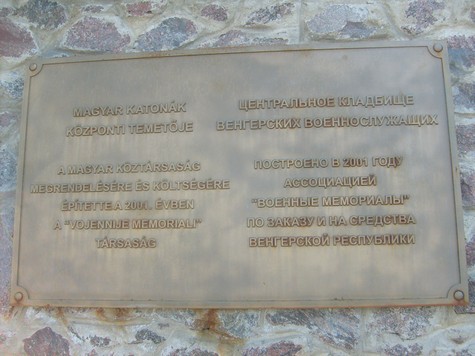 MAGYAR KATONÁK
KÖZPONTI TEMETŐJE
A MAGYAR KÖZTÁRSASÁG
MEGRENDELÉSÉRE ÉS KÖLTSÉGÉRE
ÉPÍTETTE A 2001. ÉVBEN
A "VOJENNIJE MEMORIALI"
TÁRSASÁG
ЦЕНТРАЛЬНОЕ КЛАДБИЩЕ
ВЕНГЕРСКИХ ВОЕННОСЛУЖАЩИХ
ПОСТРОЕНО В 2001 ГОДУ
АССОЦИАЦИЕЙ
"ВОЕННЫЕ МЕМОРИАЛЫ"
ПО ЗАКАЗУ И НА СРЕДСТВА
ВЕНГЕРСКОЙ РЕСПУБЛИКИ